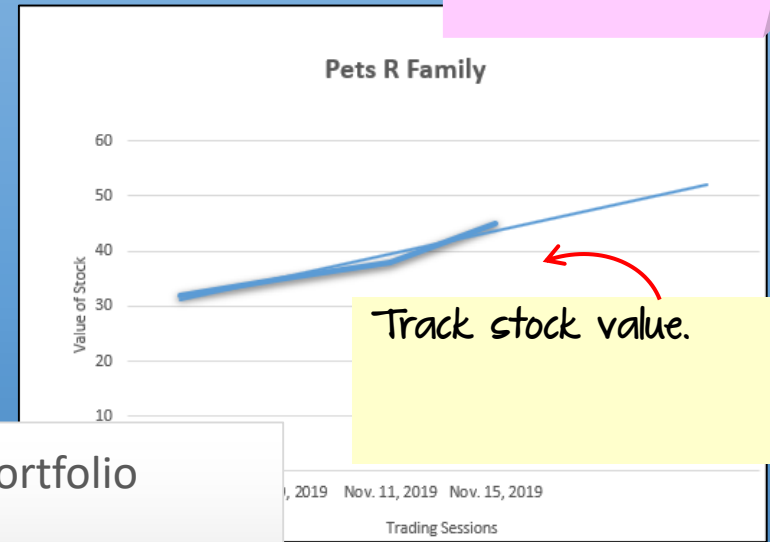 Pets R Family
60
50
40
30
20
10
Value of Stock
Track stock value.
ortfolio
, 2019 Nov. 11, 2019 Nov. 15, 2019
Trading Sessions